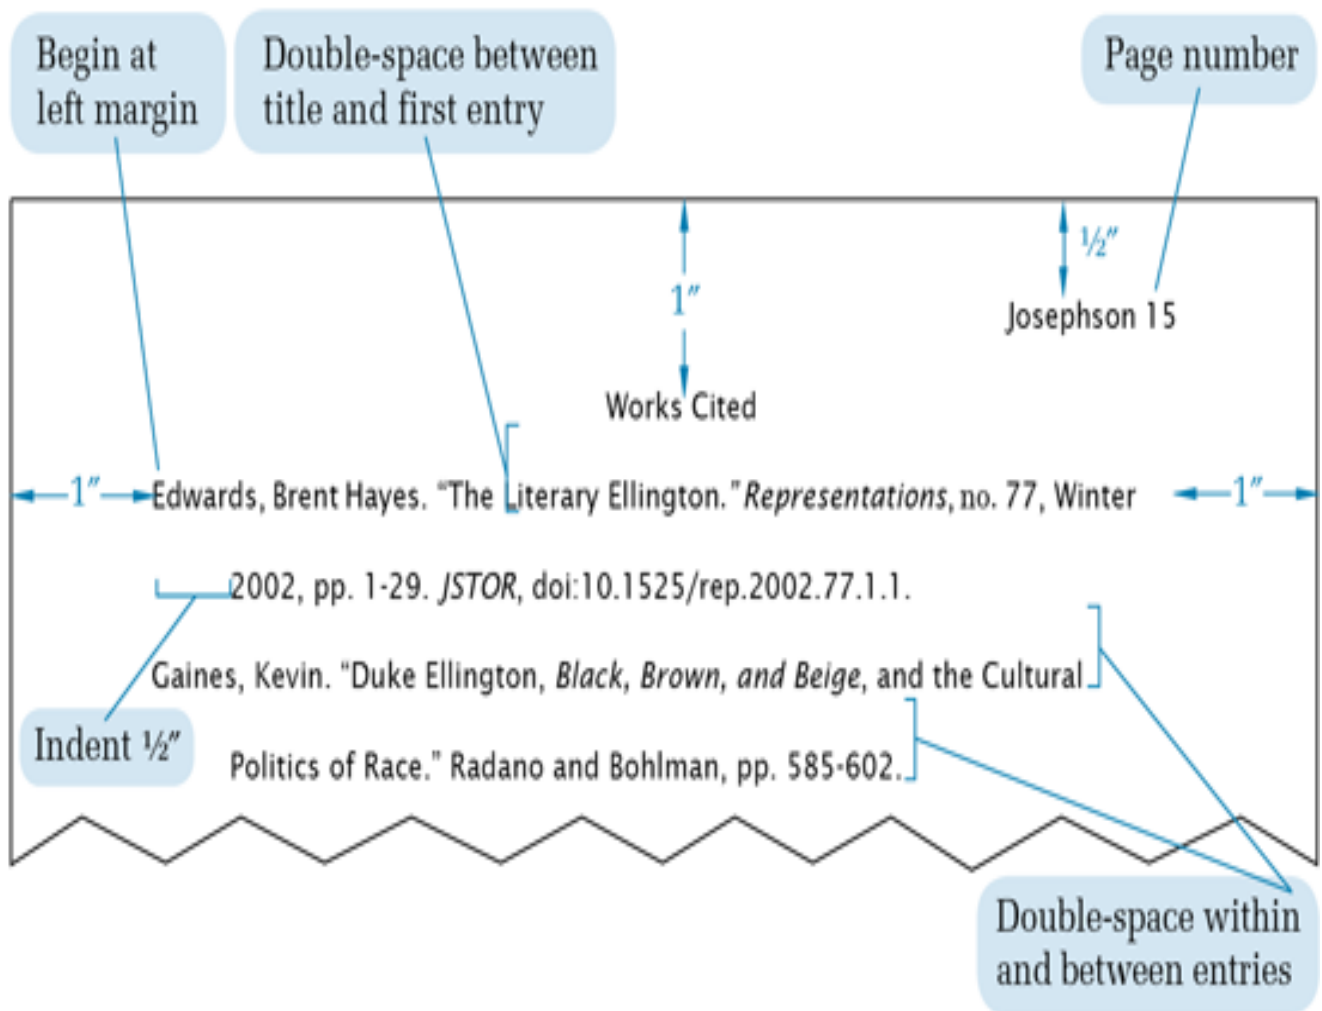 Begin at
left margin
Double-space between
title and first entry
Page number
½″
1″
Josephson 15
Works Cited
1″
Edwards, Brent Hayes. “The Literary Ellington.” Representations, no. 77, Winter
1″
2002, pp. 1-29. JSTOR, doi:10.1525/rep.2002.77.1.1.
Gaines, Kevin. “Duke Ellington, Black, Brown, and Beige, and the Cultural
Indent ½″
Politics of Race.” Radano and Bohlman, pp. 585-602.
Double-space within
and between entries